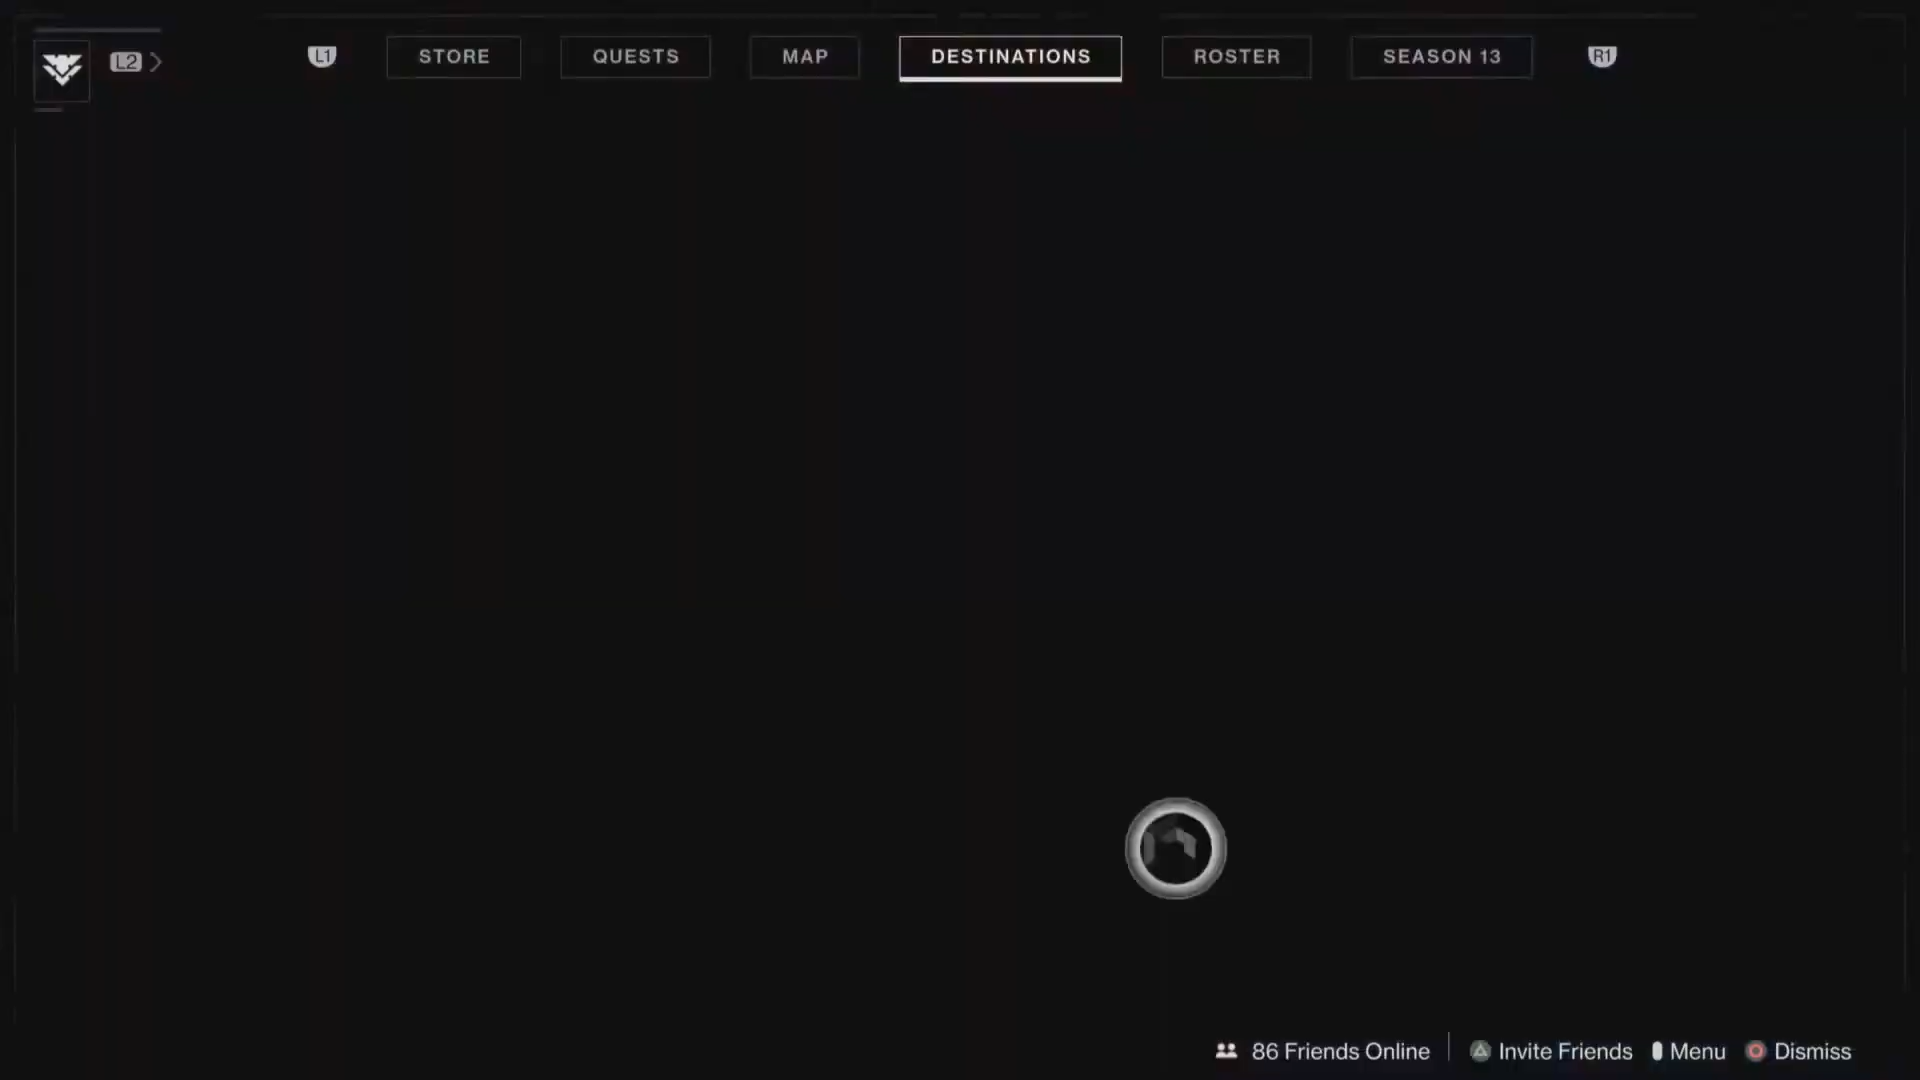 L2 L1 STORE QUESTS MAP DESTINATIONS ROSTER SEASON 13 R1
86 Friends Online Invite Friends Menu Dismiss